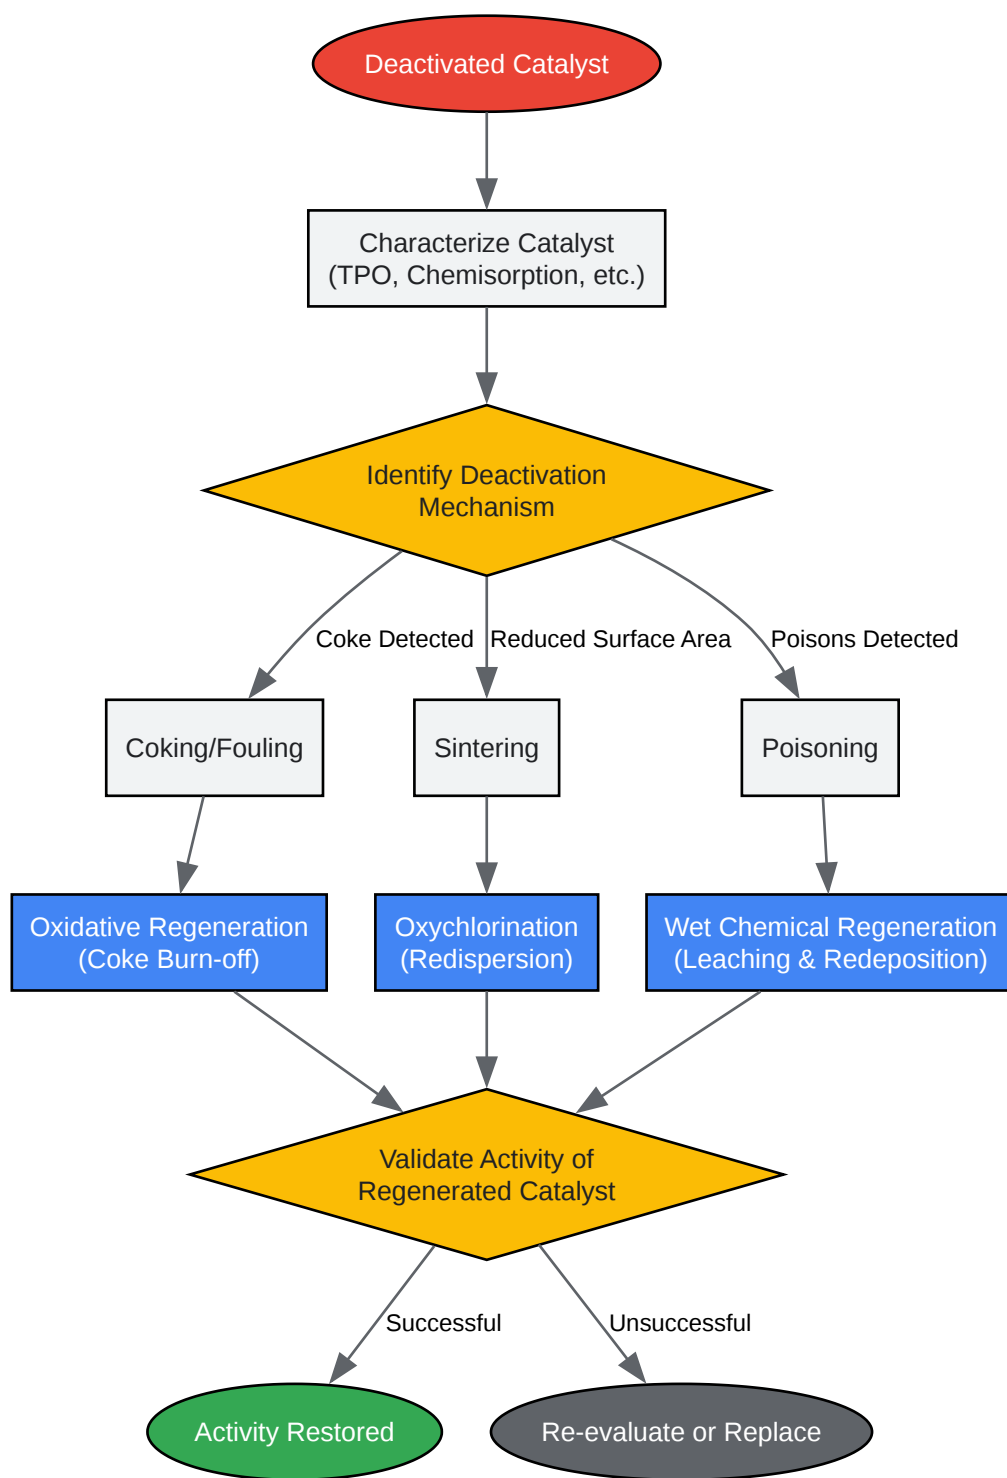 Deactivated Catalyst
Characterize Catalyst
(TPO, Chemisorption, etc.)
Identify Deactivation
Mechanism
Coke Detected
Reduced Surface Area
Poisons Detected
Coking/Fouling
Sintering
Poisoning
Oxidative Regeneration
(Coke Burn-off)
Oxychlorination
(Redispersion)
Wet Chemical Regeneration
(Leaching & Redeposition)
Validate Activity of
Regenerated Catalyst
Successful
Unsuccessful
Activity Restored
Re-evaluate or Replace